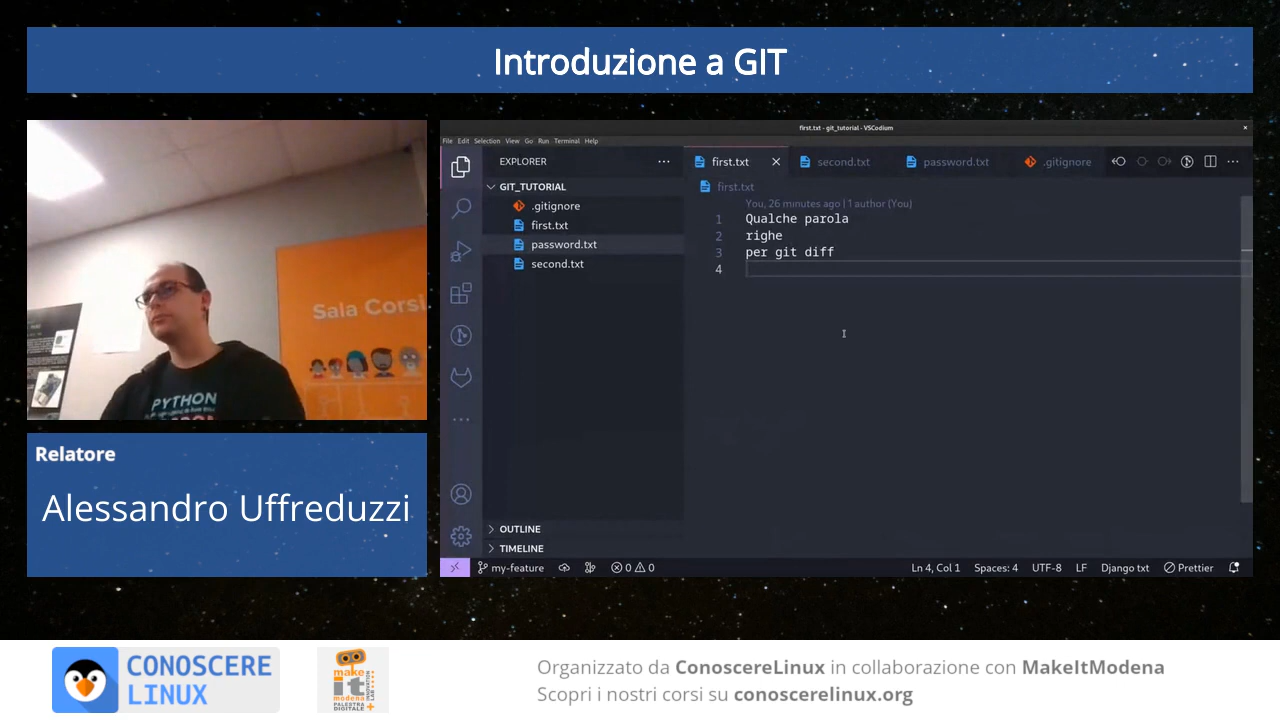 Introduzione a GIT
Sala Corsi
PYTHON
Relatore
Alessandro Uffreduzzi
first.txt - git_tutorial - VSCodium
File Edit Selection View Go Run Terminal Help
EXPLORER
GIT_TUTORIAL
.gitignore
first.txt
password.txt
second.txt
OUTLINE
TIMELINE
first.txt second.txt password.txt .gitignore
first.txt
You, 26 minutes ago | 1 author (You)
1 Qualche parola
2 righe
3 per git diff
4
my-feature 0 0 Ln 4, Col 1 Spaces: 4 UTF-8 LF Django txt Prettier
CONOSCERE
LINUX
make
it
modena
PALESTRA
DIGITALE
INNOVATION
LAB
Organizzato da ConoscereLinux in collaborazione con MakeItModena
Scopri i nostri corsi su conoscerelinux.org